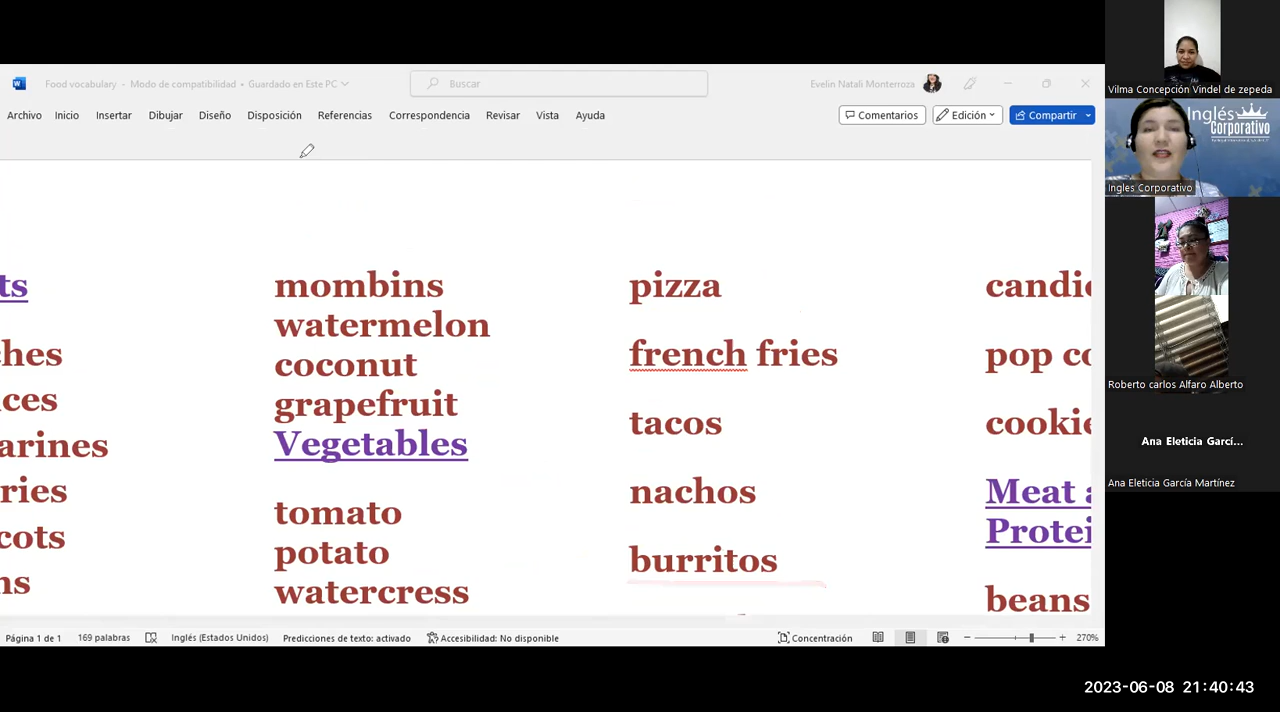 Food vocabulary - Modo de compatibilidad • Guardado en Este PC
Buscar
Evelin Natali Monterroza
Archivo Inicio Insertar Dibujar Diseño Disposición Referencias Correspondencia Revisar Vista Ayuda
Comentarios Edición Compartir
ts
ches
ces
arines
ries
cots
ns
mombins
watermelon
coconut
grapefruit
Vegetables
tomato
potato
watercress
pizza
french fries
tacos
nachos
burritos
candie
pop co
cookie
Meat a
Protei
beans
Página 1 de 1 169 palabras Inglés (Estados Unidos) Predicciones de texto: activado Accesibilidad: No disponible Concentración 270%
Vilma Concepción Vindel de zepeda
Inglés
Corporativo
Ingles Corporativo
Roberto carlos Alfaro Alberto
Ana Eleticia Garcí...
Ana Eleticia García Martínez
2023-06-08 21:40:43